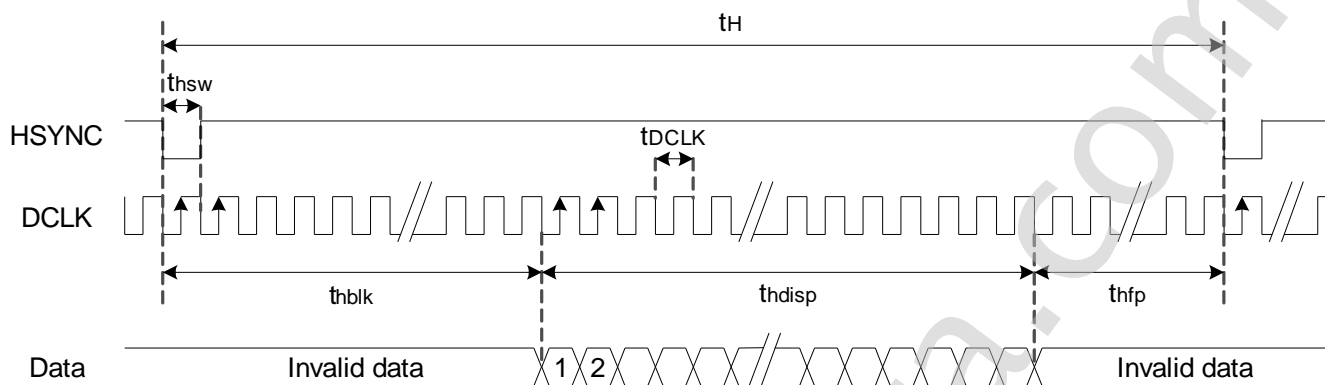 tH
thsw
HSYNC
tDCLK
DCLK
thblk
thdisp
thfp
Data
Invalid data
1
2
Invalid data